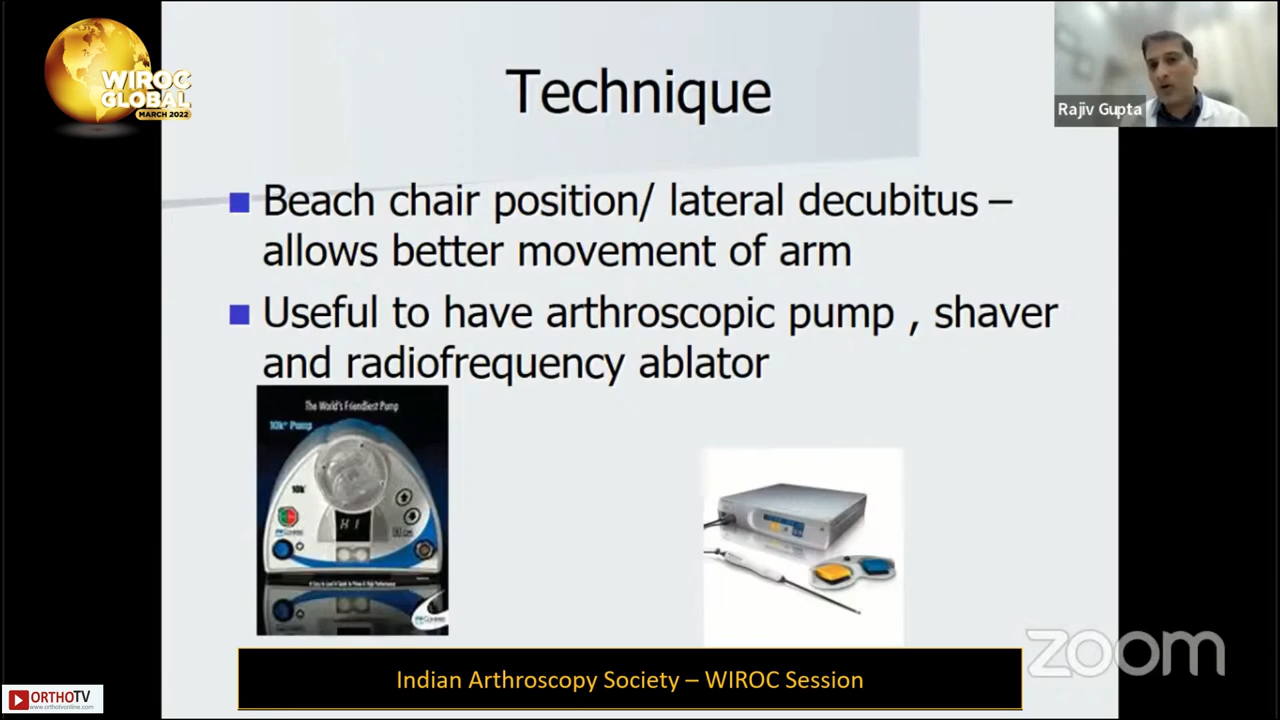 WIROC
GLOBAL
MARCH 2022
Technique
Rajiv Gupta
Beach chair position/ lateral decubitus –
allows better movement of arm
Useful to have arthroscopic pump , shaver
and radiofrequency ablator
The World's Friendliest Pump
10k® Pump
10k
HI
Indian Arthroscopy Society – WIROC Session
zoom
ORTHOTV
www.orthotvonline.com